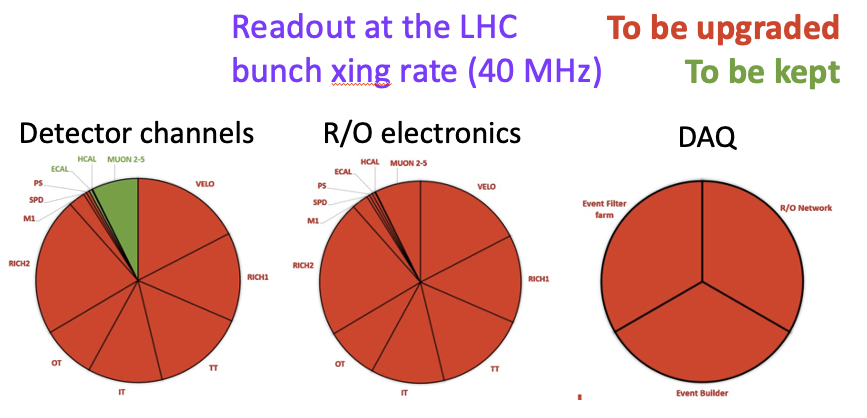 Readout at the LHC
bunch xing rate (40 MHz)
To be upgraded
To be kept
Detector channels
R/O electronics
DAQ
HCAL
MUON 2-5
ECAL
PS
SPD
M1
VELO
RICH2
RICH1
OT
TT
IT
HCAL
MUON 2-5
ECAL
PS
SPD
M1
VELO
RICH2
RICH1
OT
TT
IT
Event Filter
farm
R/O Network
Event Builder